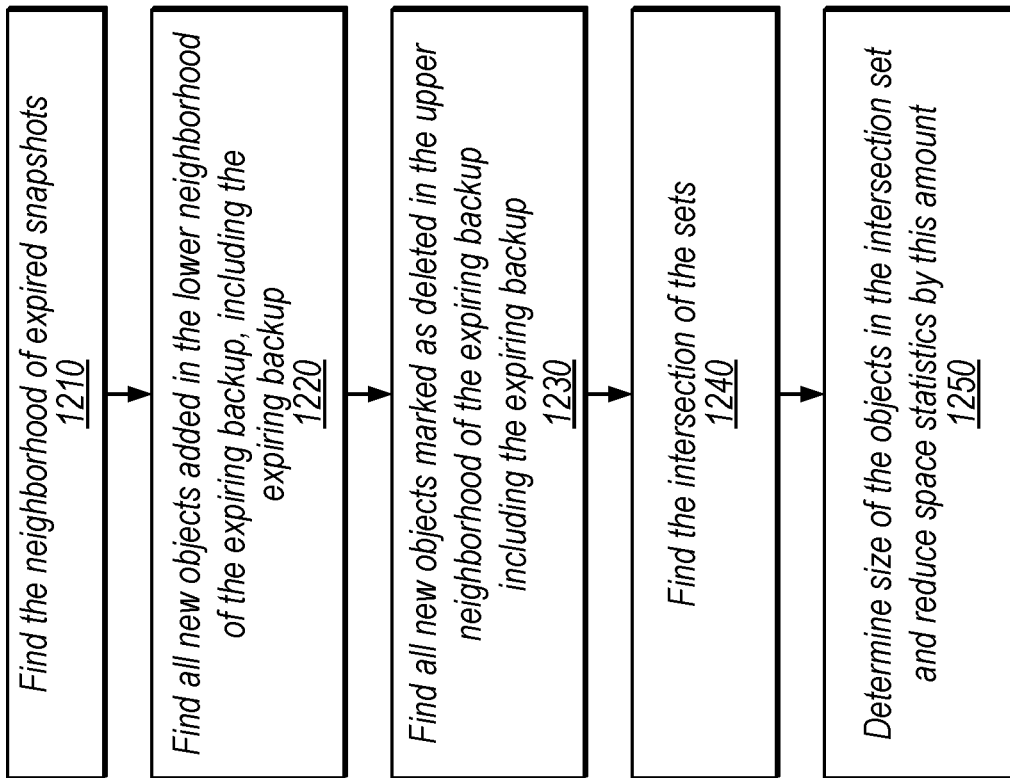 Find the neighborhood of expired snapshots
1210
Find all new objects added in the lower neighborhood
of the expiring backup, including the
expiring backup
1220
Find all new objects marked as deleted in the upper
neighborhood of the expiring backup
including the expiring backup
1230
Find the intersection of the sets
1240
Determine size of the objects in the intersection set
and reduce space statistics by this amount
1250